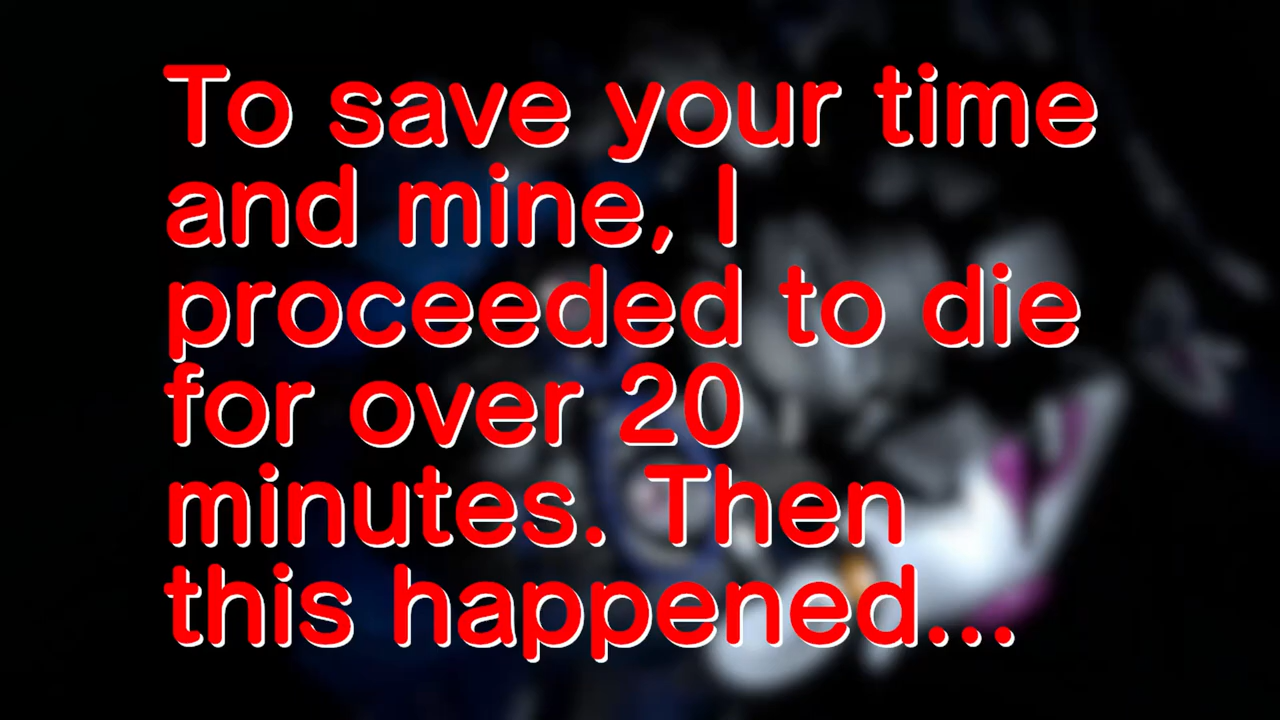 To save your time
and mine, I
proceeded to die
for over 20
minutes. Then
this happened...